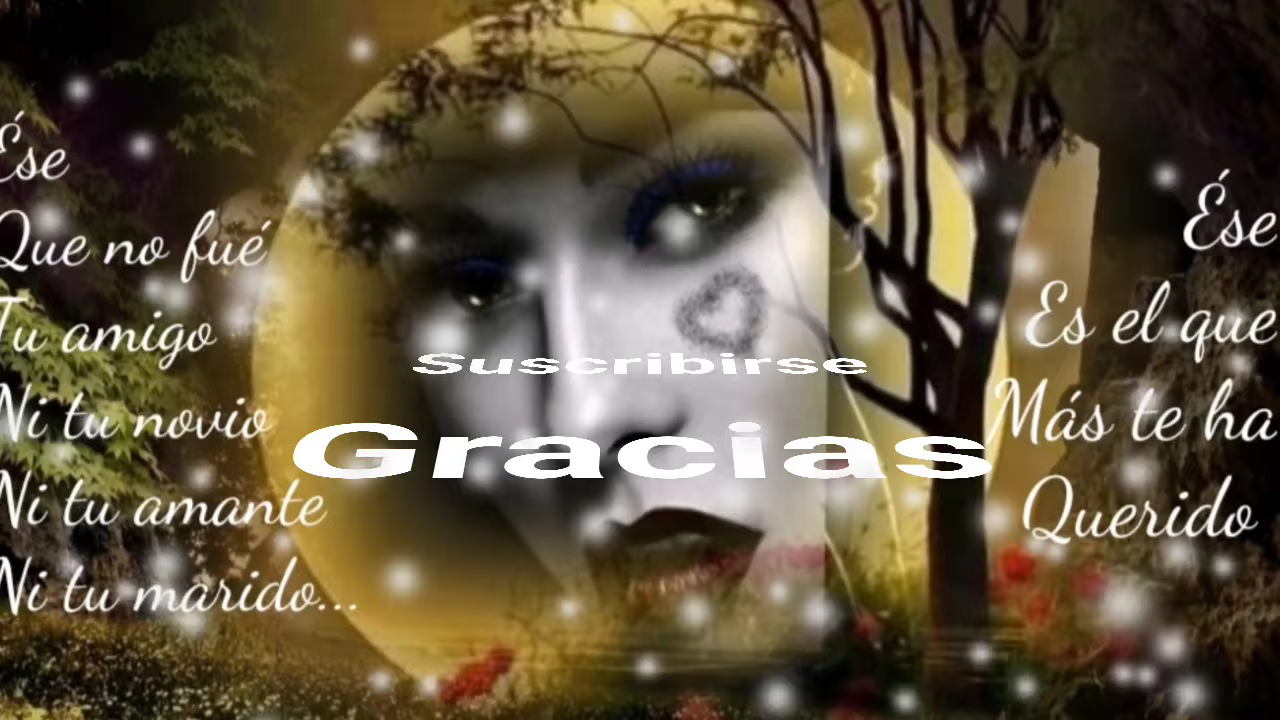 Ése
Que no fué
Tu amigo
Ni tu novio
Ni tu amante
Ni tu marido...
Suscribirse
Gracias
Ése
Es el que
Más te ha
Querido